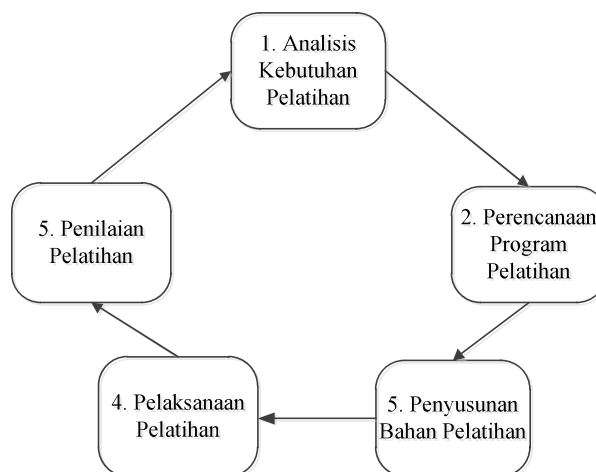 1. Analisis
Kebutuhan
Pelatihan
2. Perencanaan
Program
Pelatihan
5. Penyusunan
Bahan Pelatihan
4. Pelaksanaan
Pelatihan
5. Penilaian
Pelatihan